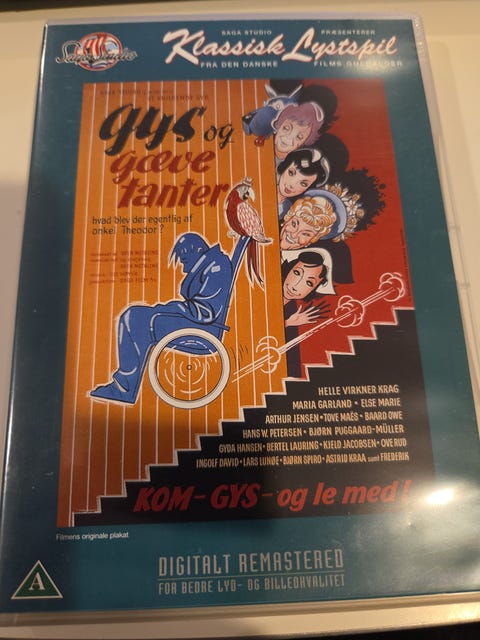 Saga Studio
SAGA STUDIO PRÆSENTERER
Klassisk Lystspil
FRA DEN DANSKE FILMS GULDALDER
gys og
gæve
tanter
hvad blev der egentlig af
onkel Theodor?
HELLE VIRKNER KRAG
MARIA GARLAND • ELSE MARIE
ARTHUR JENSEN • TOVE MAËS • BAARD OWE
HANS W. PETERSEN • BJØRN PUGGAARD-MÜLLER
GYDA HANSEN • BERTEL LAURING • KJELD JACOBSEN • OVE RUD
INGOLF DAVID • LARS LUNØE • BJØRN SPIRO • ASTRID KRAA samt FREDERIK
KOM - GYS - og le med!
Filmens originale plakat
A
DIGITALT REMASTERED
FOR BEDRE LYD- OG BILLEDKVALITET